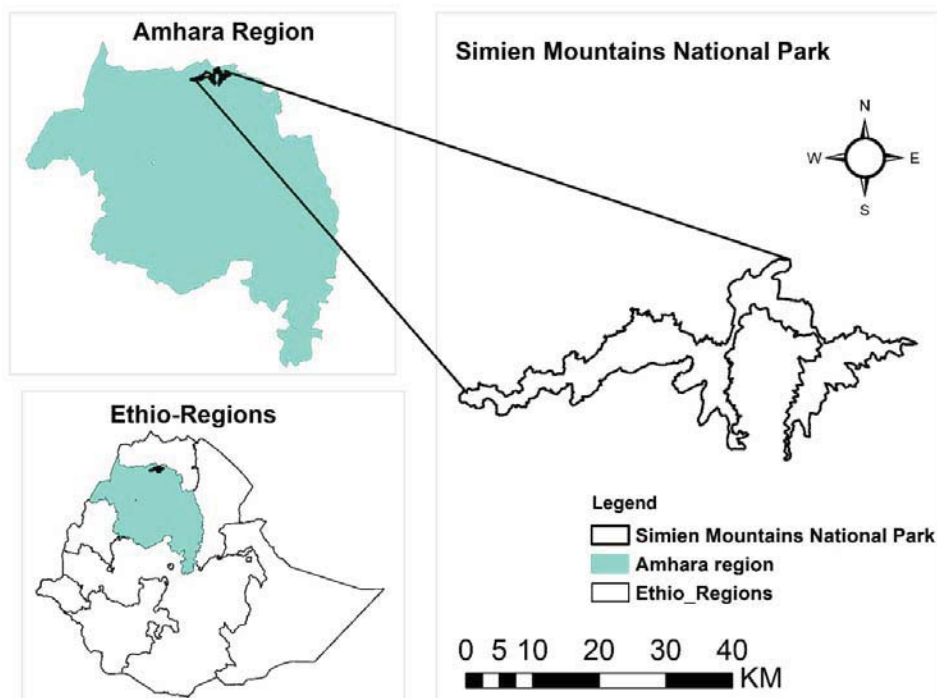 Amhara Region
Simien Mountains National Park
N
W
E
S
Ethio-Regions
Legend
Simien Mountains National Park
Amhara region
Ethio_Regions
0 5 10 20 30 40
KM